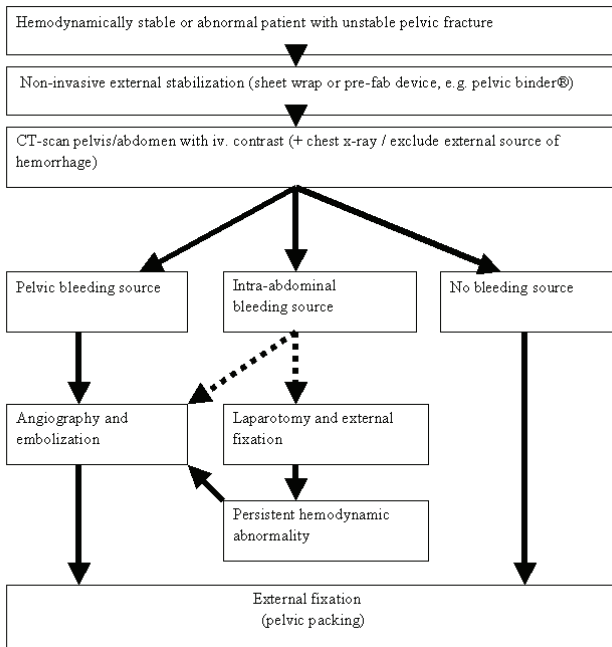 Hemodynamically stable or abnormal patient with unstable pelvic fracture
Non-invasive external stabilization (sheet wrap or pre-fab device, e.g. pelvic binder®)
CT-scan pelvis/abdomen with iv. contrast (+ chest x-ray / exclude external source of
hemorrhage)
Pelvic bleeding source
Intra-abdominal
bleeding source
No bleeding source
Angiography and
embolization
Laparotomy and external
fixation
Persistent hemodynamic
abnormality
External fixation
(pelvic packing)